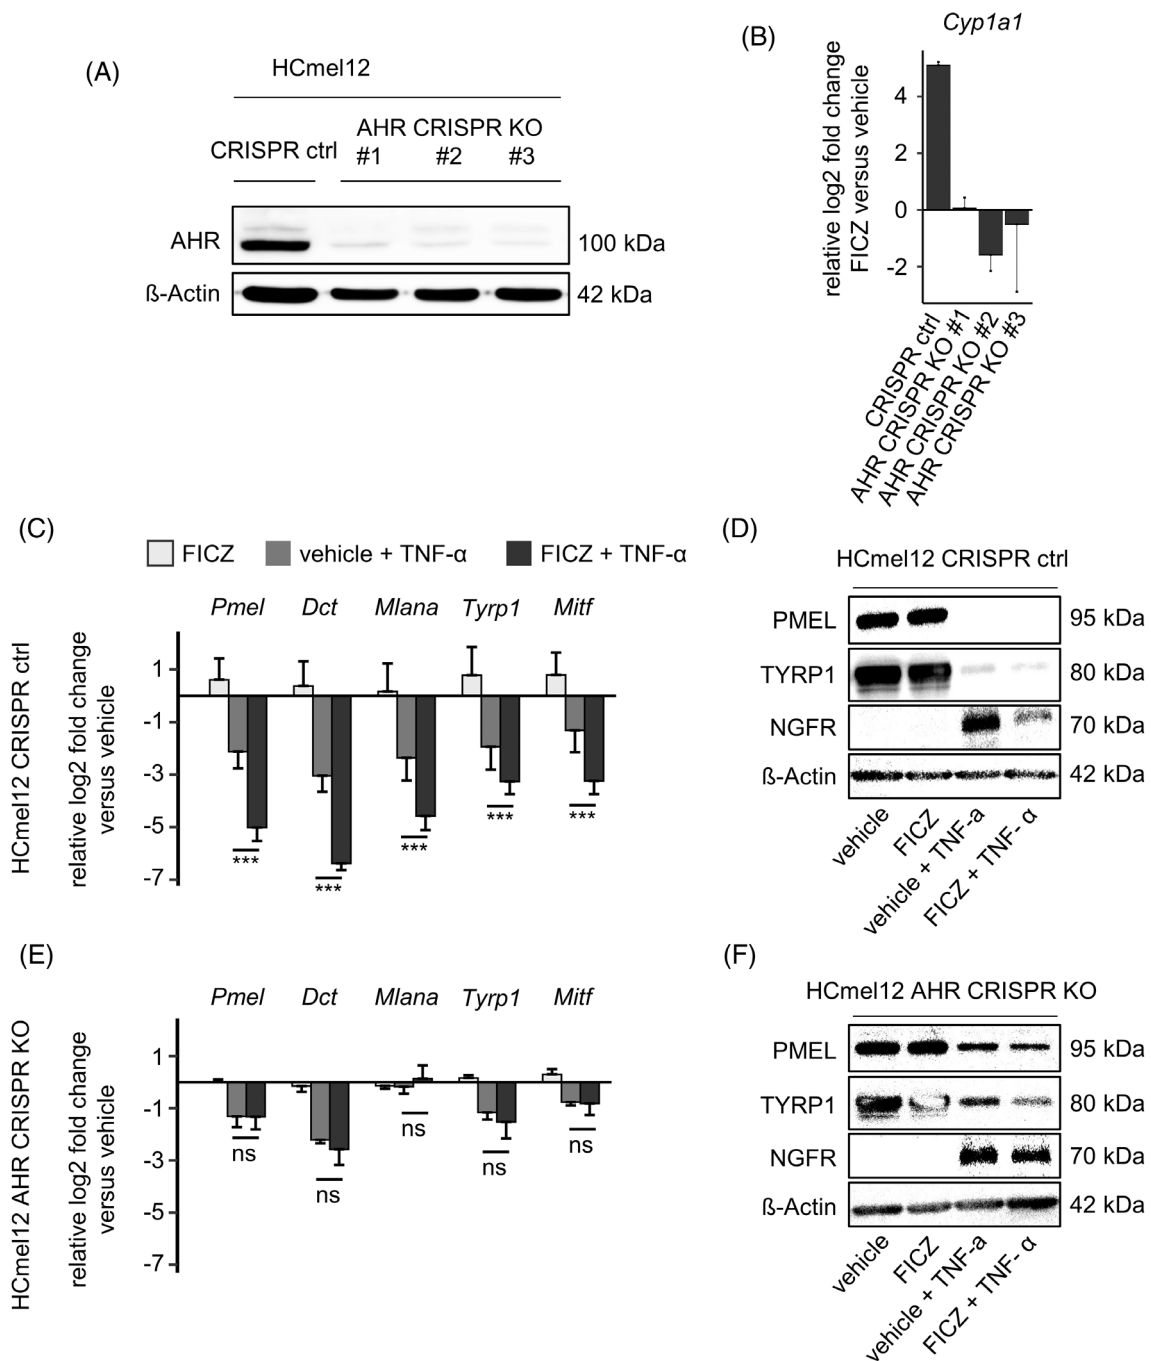 (A)
HCmel12
CRISPR ctrl
AHR CRISPR KO
#1 #2 #3
AHR
100 kDa
ß-Actin
42 kDa
(B)
Cyp1a1
relative log2 fold change
FICZ versus vehicle
4
2
0
-2
CRISPR ctrl
AHR CRISPR KO #1
AHR CRISPR KO #2
AHR CRISPR KO #3
(C)
FICZ vehicle + TNF-α FICZ + TNF-α
Pmel Dct Mlana Tyrp1 Mitf
HCmel12 CRISPR ctrl
relative log2 fold change
versus vehicle
1
-1
-3
-5
-7
*** *** *** *** ***
(D)
HCmel12 CRISPR ctrl
PMEL 95 kDa
TYRP1 80 kDa
NGFR 70 kDa
ß-Actin 42 kDa
vehicle
FICZ
vehicle + TNF-a
FICZ + TNF- α
(E)
Pmel Dct Mlana Tyrp1 Mitf
HCmel12 AHR CRISPR KO
relative log2 fold change
versus vehicle
1
-1
-3
-5
-7
ns ns ns ns ns
(F)
HCmel12 AHR CRISPR KO
PMEL 95 kDa
TYRP1 80 kDa
NGFR 70 kDa
ß-Actin 42 kDa
vehicle
FICZ
vehicle + TNF-a
FICZ + TNF- α